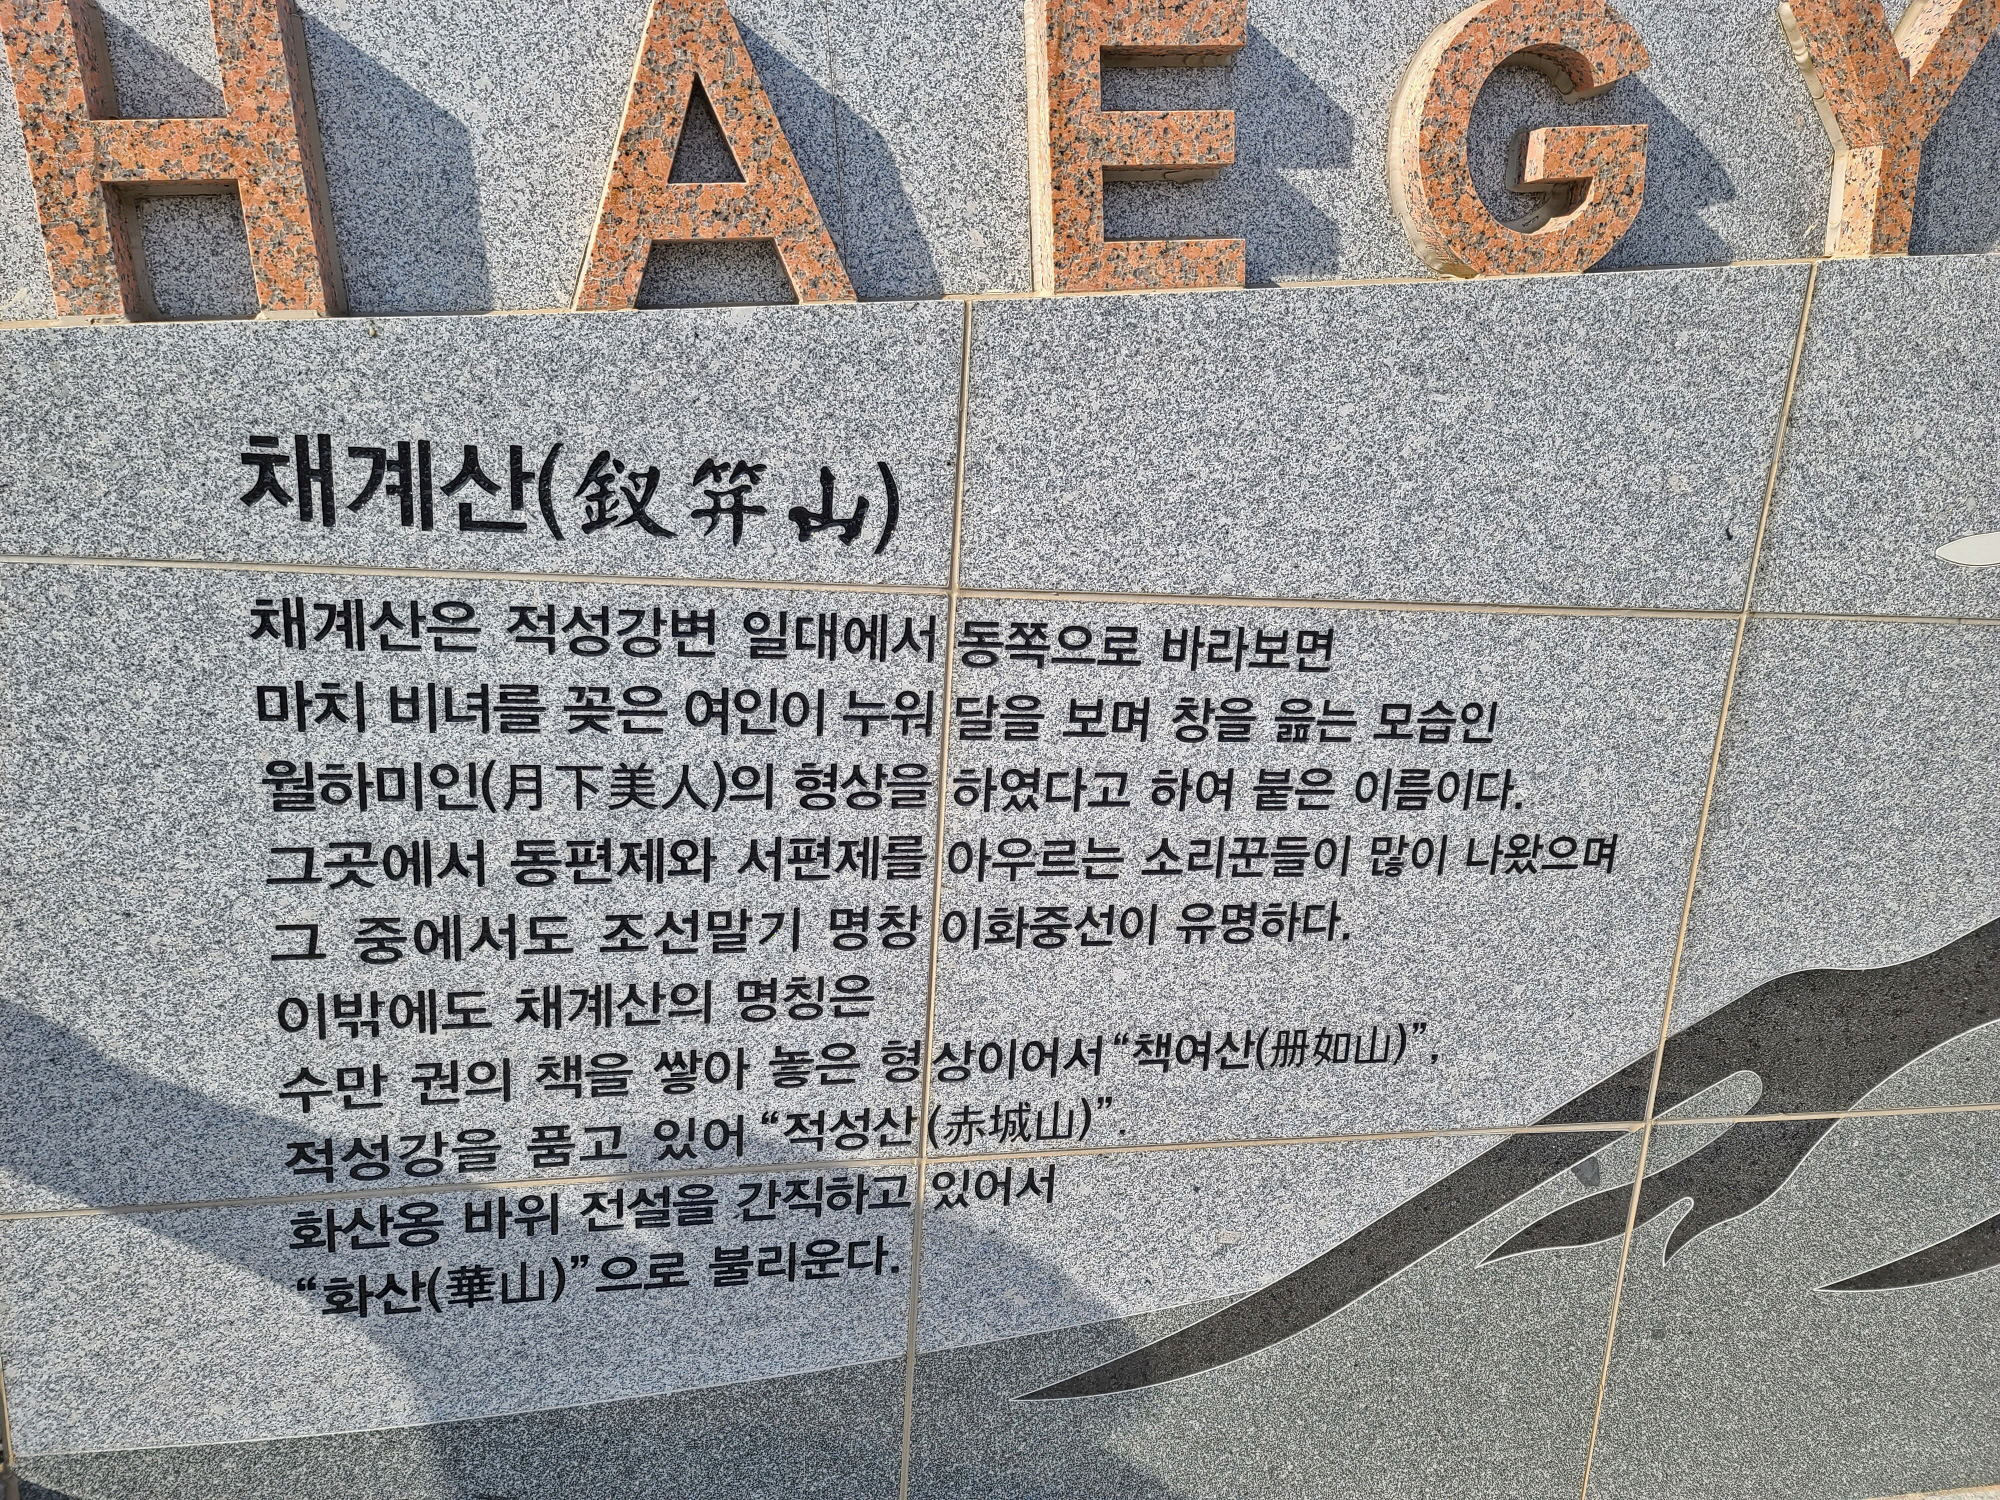 HAEGY
채계산(釵笄山)
채계산은 적성강변 일대에서 동쪽으로 바라보면
마치 비녀를 꽂은 여인이 누워 달을 보며 창을 읊는 모습인
월하미인(月下美人)의 형상을 하였다고 하여 붙은 이름이다.
그곳에서 동편제와 서편제를 아우르는 소리꾼들이 많이 나왔으며
그 중에서도 조선말기 명창 이화중선이 유명하다.
이밖에도 채계산의 명칭은
수만 권의 책을 쌓아 놓은 형상이어서 “책여산(册如山)”.
적성강을 품고 있어 “적성산(赤城山)”.
화산옹 바위 전설을 간직하고 있어서
“화산(華山)”으로 불리운다.